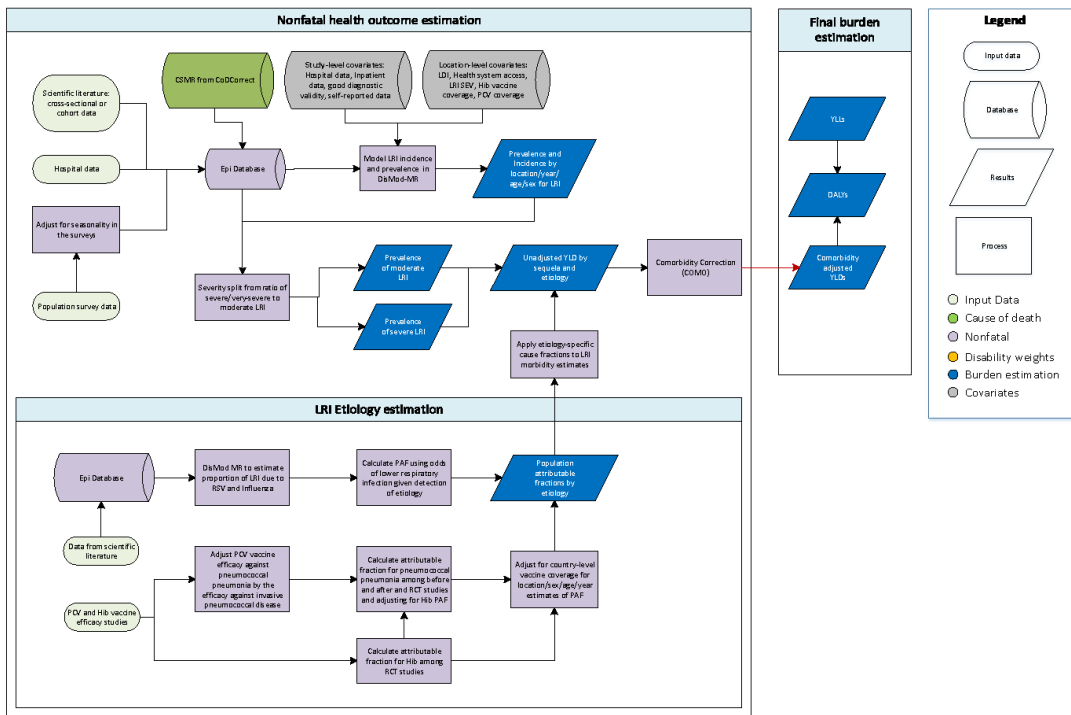 Nonfatal health outcome estimation
Scientific literature:
cross-sectional or
cohort data
Hospital data
Adjust for seasonality in
the surveys
Population survey data
CSMR from CoDCorrect
Study-level covariates:
Hospital data, Inpatient
data, good diagnostic
validity, self-reported data
Location-level covariates:
LDI, Health system access,
LRI SEV, Hib vaccine
coverage, PCV coverage
Epi Database
Model LRI incidence
and prevalence in
DisMod-MR
Prevalence and
Incidence by
location/year/
age/sex for LRI
Severity split from ratio of
severe/very-severe to
moderate LRI
Prevalence
of moderate
LRI
Prevalence
of severe LRI
Unadjusted YLD by
sequela and
etiology
Comorbidity Correction
(COMO)
Apply etiology-specific
cause fractions to LRI
morbidity estimates
LRI Etiology estimation
Epi Database
Data from scientific
literature
DisMod MR to estimate
proportion of LRI due to
RSV and Influenza
Calculate PAF using odds
of lower respiratory
infection given detection
of etiology
Population
attributable
fractions by
etiology
PCV and Hib vaccine
efficacy studies
Adjust PCV vaccine
efficacy against
pneumococcal
pneumonia by the
efficacy against invasive
pneumococcal disease
Calculate attributable
fraction for pneumococcal
pneumonia among before
and after and RCT studies
and adjusting for Hib PAF
Calculate attributable
fraction for Hib among
RCT studies
Adjust for country-level
vaccine coverage for
location/sex/age/year
estimates of PAF
Final burden
estimation
YLLs
DALYs
Comorbidity
adjusted
YLDs
Legend
Input data
Database
Results
Process
Input Data
Cause of death
Nonfatal
Disability weights
Burden estimation
Covariates